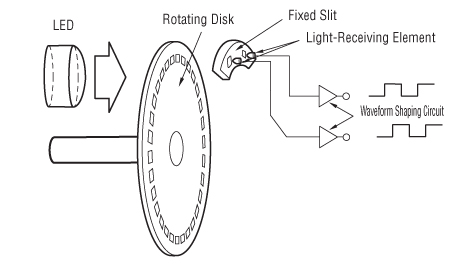 LED
Rotating Disk
Fixed Slit
Light-Receiving Element
Waveform Shaping Circuit